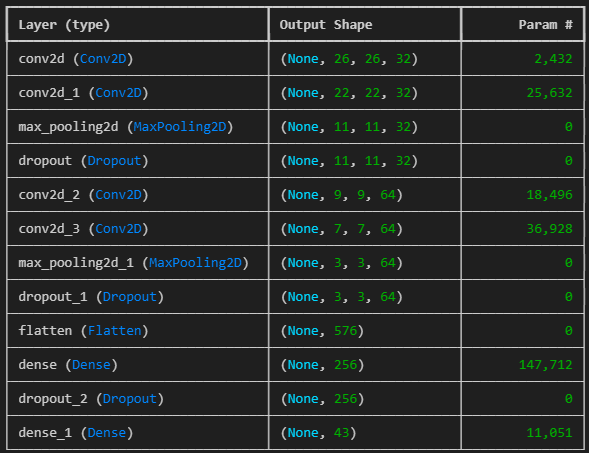 Layer (type) Output Shape Param #
conv2d (Conv2D) (None, 26, 26, 32) 2,432
conv2d_1 (Conv2D) (None, 22, 22, 32) 25,632
max_pooling2d (MaxPooling2D) (None, 11, 11, 32) 0
dropout (Dropout) (None, 11, 11, 32) 0
conv2d_2 (Conv2D) (None, 9, 9, 64) 18,496
conv2d_3 (Conv2D) (None, 7, 7, 64) 36,928
max_pooling2d_1 (MaxPooling2D) (None, 3, 3, 64) 0
dropout_1 (Dropout) (None, 3, 3, 64) 0
flatten (Flatten) (None, 576) 0
dense (Dense) (None, 256) 147,712
dropout_2 (Dropout) (None, 256) 0
dense_1 (Dense) (None, 43) 11,051